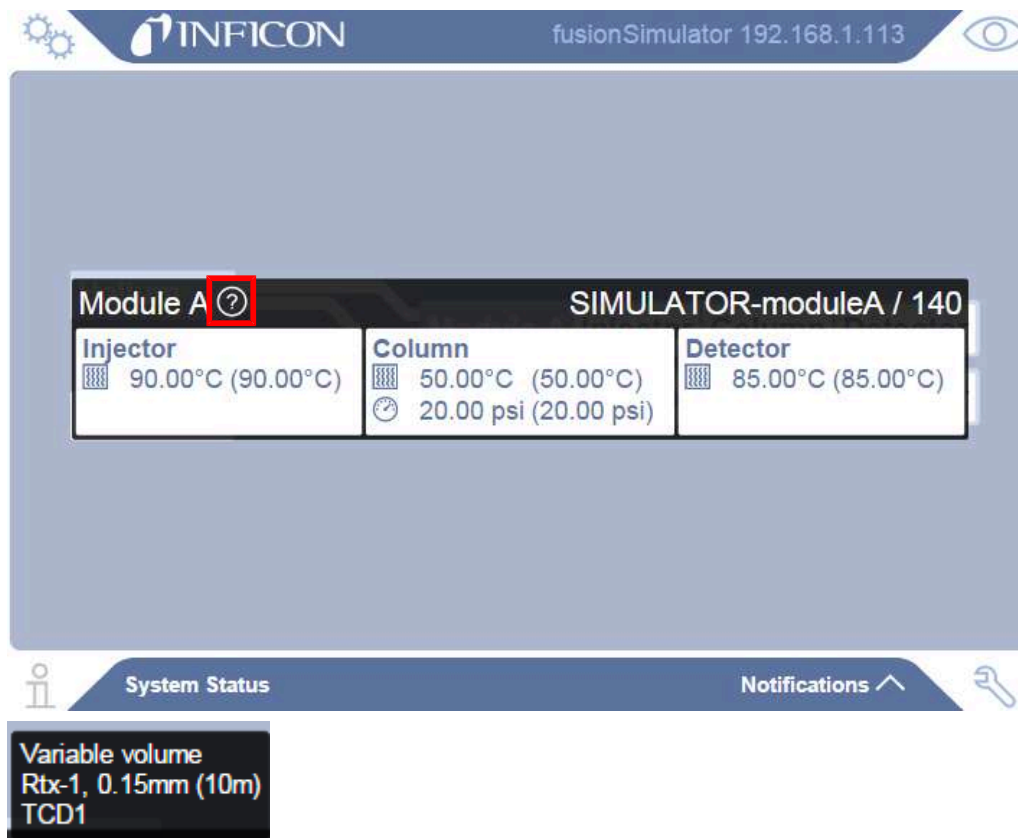 INFICON
fusionSimulator 192.168.1.113
Module A ?
SIMULATOR-moduleA / 140
Injector
90.00°C (90.00°C)
Column
50.00°C (50.00°C)
20.00 psi (20.00 psi)
Detector
85.00°C (85.00°C)
System Status
Notifications
Variable volume
Rtx-1, 0.15mm (10m)
TCD1